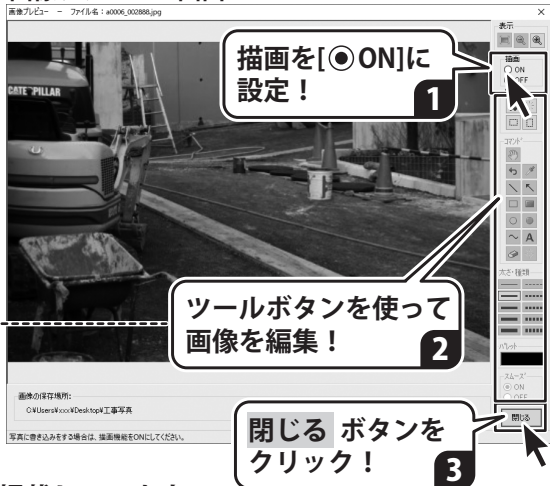 画像プレビュー － ファイル名：a0006_002888.jpg
表示
描画
ON
OFF
描画を[◉ON]に
設定！
1
CATERPILLAR
コマンド
A
太さ・種類
ツールボタンを使って
画像を編集！
2
パレット
スムーズ
ON
OFF
画像の保存場所:
C:¥Users¥xxx¥Desktop¥工事写真
閉じる
写真に書き込みをする場合は、描画機能をONにしてください。
閉じる ボタンを
クリック！
3